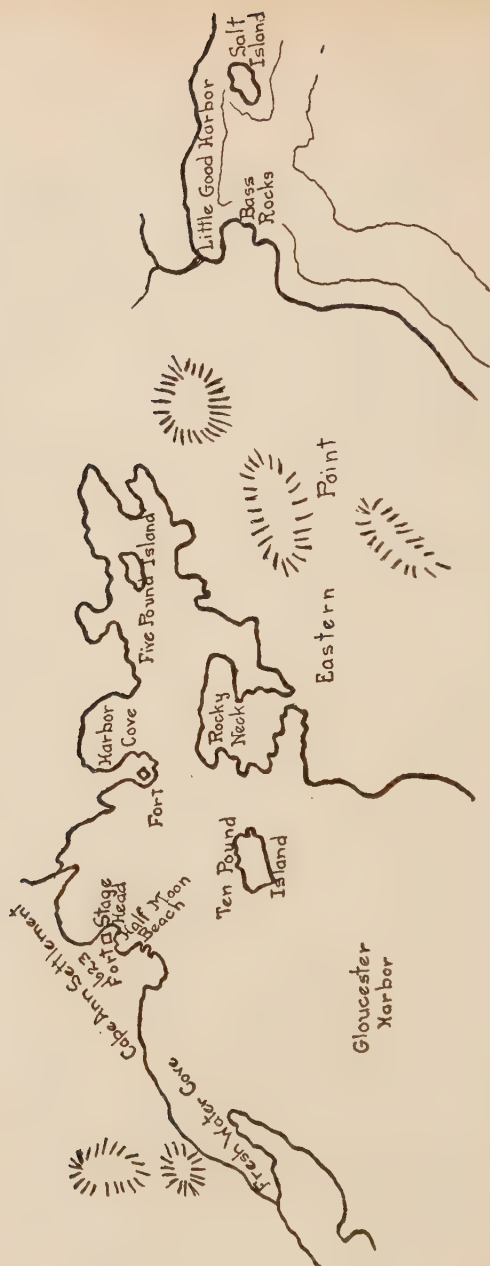 Cape Ann Settlement
1623
Fort
Stage
Head
Half Moon
Beach
Fresh Water Cove
Fort
Harbor
Cove
Five Pound Island
Rocky
Neck
Ten Pound
Island
Gloucester
Harbor
Eastern
Point
Little Good Harbor
Bass
Rocks
Salt
Island